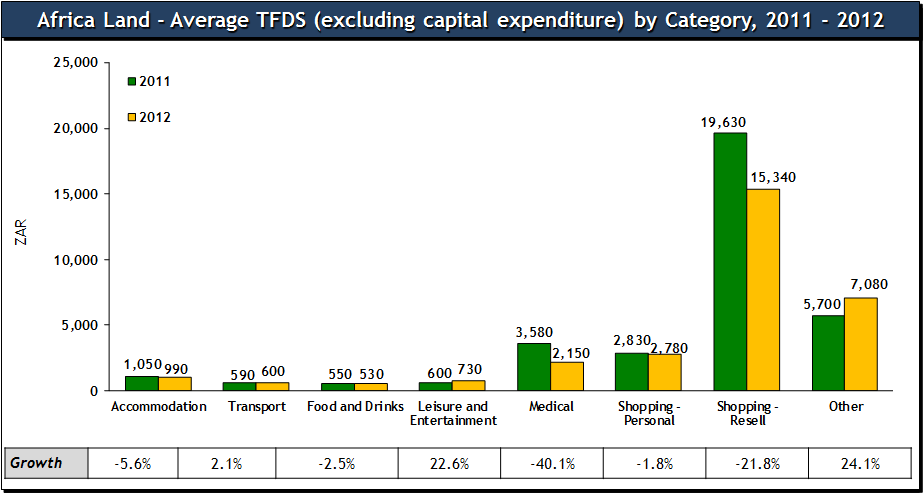 Africa Land - Average TFDS (excluding capital expenditure) by Category, 2011 - 2012
25,000
20,000
15,000
10,000
5,000
0
ZAR
2011
2012
1,050 990
590 600
550 530
600 730
3,580 2,150
2,830 2,780
19,630 15,340
5,700 7,080
Accommodation
Transport
Food and Drinks
Leisure and
Entertainment
Medical
Shopping -
Personal
Shopping -
Resell
Other
Growth -5.6% 2.1% -2.5% 22.6% -40.1% -1.8% -21.8% 24.1%